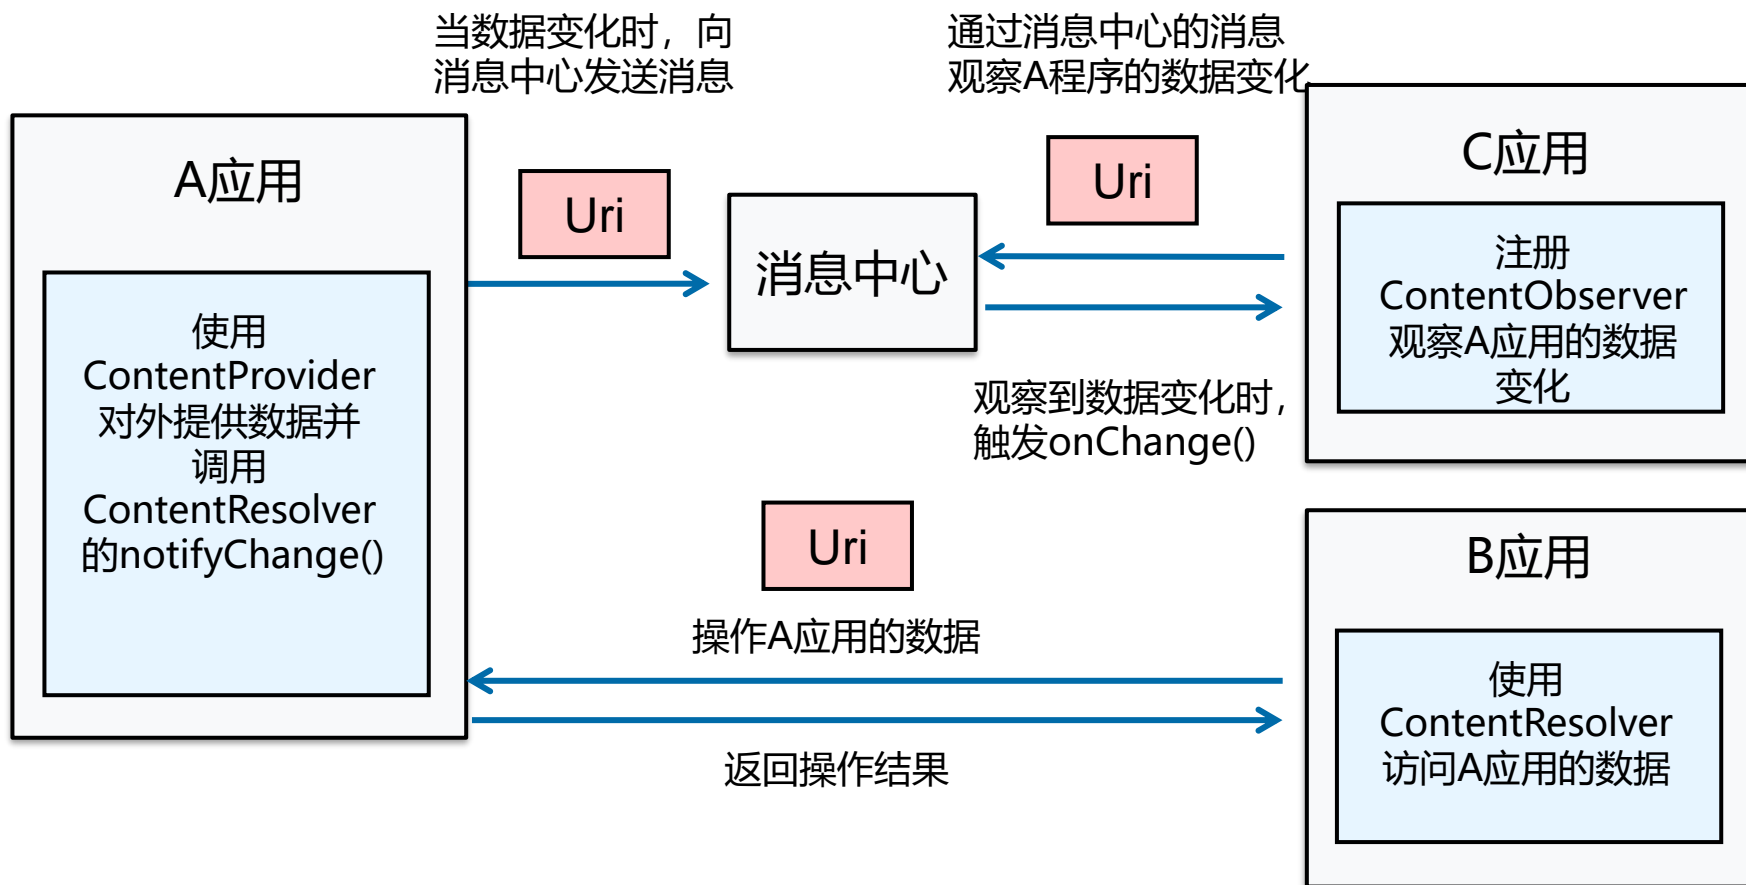 当数据变化时，向
消息中心发送消息
通过消息中心的消息
观察A程序的数据变化
A应用
Uri
Uri
C应用
消息中心
使用
ContentProvider
对外提供数据并
调用
ContentResolver
的notifyChange()
注册
ContentObserver
观察A应用的数据
变化
观察到数据变化时，
触发onChange()
Uri
操作A应用的数据
返回操作结果
B应用
使用
ContentResolver
访问A应用的数据